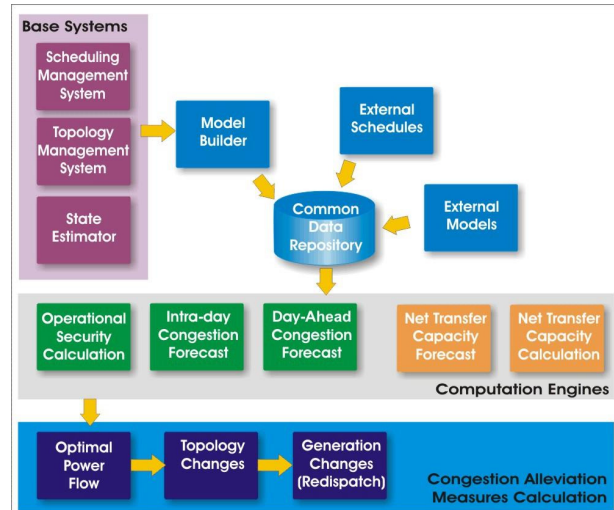 Base Systems
Scheduling
Management
System
Topology
Management
System
State
Estimator
Model
Builder
External
Schedules
Common
Data
Repository
External
Models
Operational
Security
Calculation
Intra-day
Congestion
Forecast
Day-Ahead
Congestion
Forecast
Net Transfer
Capacity
Forecast
Net Transfer
Capacity
Calculation
Computation Engines
Optimal
Power
Flow
Topology
Changes
Generation
Changes
(Redispatch)
Congestion Alleviation
Measures Calculation